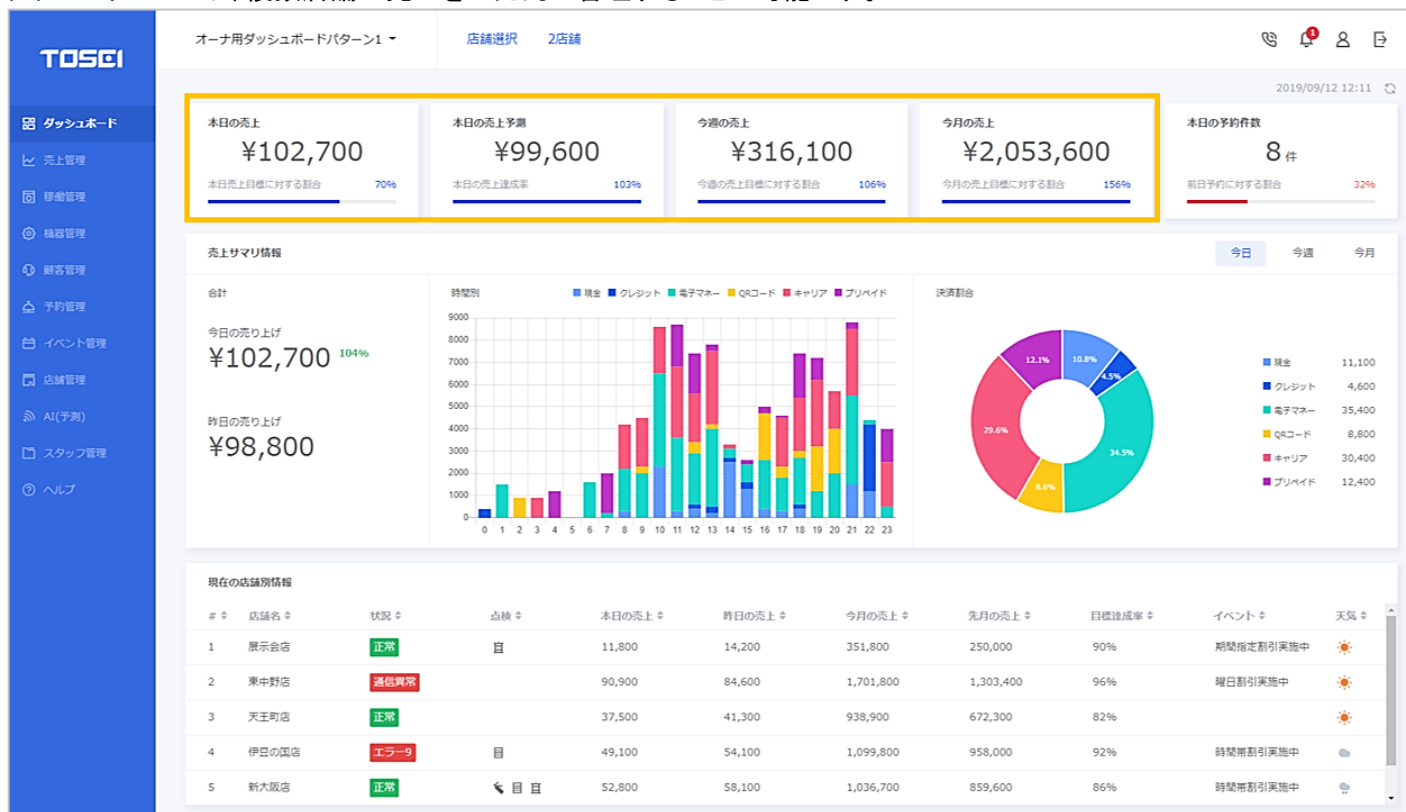 TOSEI
オーナ用ダッシュボードパターン1
店舗選択 2店舗
1
2019/09/12 12:11
ダッシュボード
売上管理
稼働管理
機器管理
顧客管理
予約管理
イベント管理
店舗管理
AI(予測)
スタッフ管理
ヘルプ
本日の売上
¥102,700
本日売上目標に対する割合 70%
本日の売上予測
¥99,600
本日の売上達成率 103%
今週の売上
¥316,100
今週の売上目標に対する割合 106%
今月の売上
¥2,053,600
今月の売上目標に対する割合 156%
本日の予約件数
8 件
前日予約に対する割合 32%
売上サマリ情報
今日 今週 今月
合計
今日の売り上げ
¥102,700 104%
昨日の売り上げ
¥98,800
時間別
現金 クレジット 電子マネー QRコード キャリア プリペイド
9000
8000
7000
6000
5000
4000
3000
2000
1000
0
0 1 2 3 4 5 6 7 8 9 10 11 12 13 14 15 16 17 18 19 20 21 22 23
決済割合
12.1% 10.8%
4.5%
29.6%
34.5%
8.6%
現金 11,100
クレジット 4,600
電子マネー 35,400
QRコード 8,800
キャリア 30,400
プリペイド 12,400
現在の店舗別情報
# 店舗名 状況 点検 本日の売上 昨日の売上 今月の売上 先月の売上 目標達成率 イベント 天気
1 展示会店 正常 11,800 14,200 351,800 250,000 90% 期間指定割引実施中
2 東中野店 通信異常 90,900 84,600 1,701,800 1,303,400 96% 曜日割引実施中
3 天王町店 正常 37,500 41,300 938,900 672,300 82%
4 伊豆の国店 エラー9 49,100 54,100 1,099,800 958,000 92% 時間帯割引実施中
5 新大阪店 正常 52,800 58,100 1,036,700 859,600 86% 時間帯割引実施中